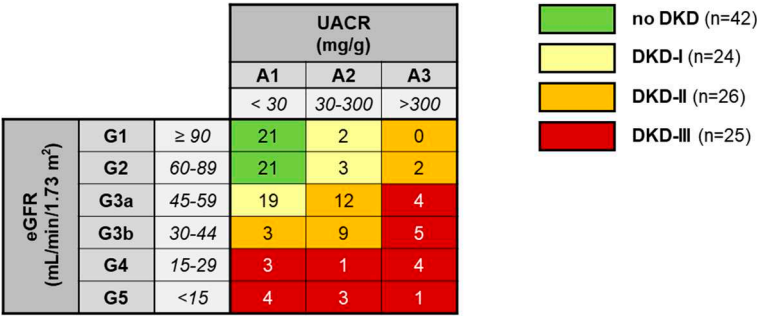 UACR
(mg/g)
A1 A2 A3
< 30 30-300 >300
eGFR
(mL/min/1.73 m²)
G1 ≥ 90 21 2 0
G2 60-89 21 3 2
G3a 45-59 19 12 4
G3b 30-44 3 9 5
G4 15-29 3 1 4
G5 <15 4 3 1
no DKD (n=42)
DKD-I (n=24)
DKD-II (n=26)
DKD-III (n=25)